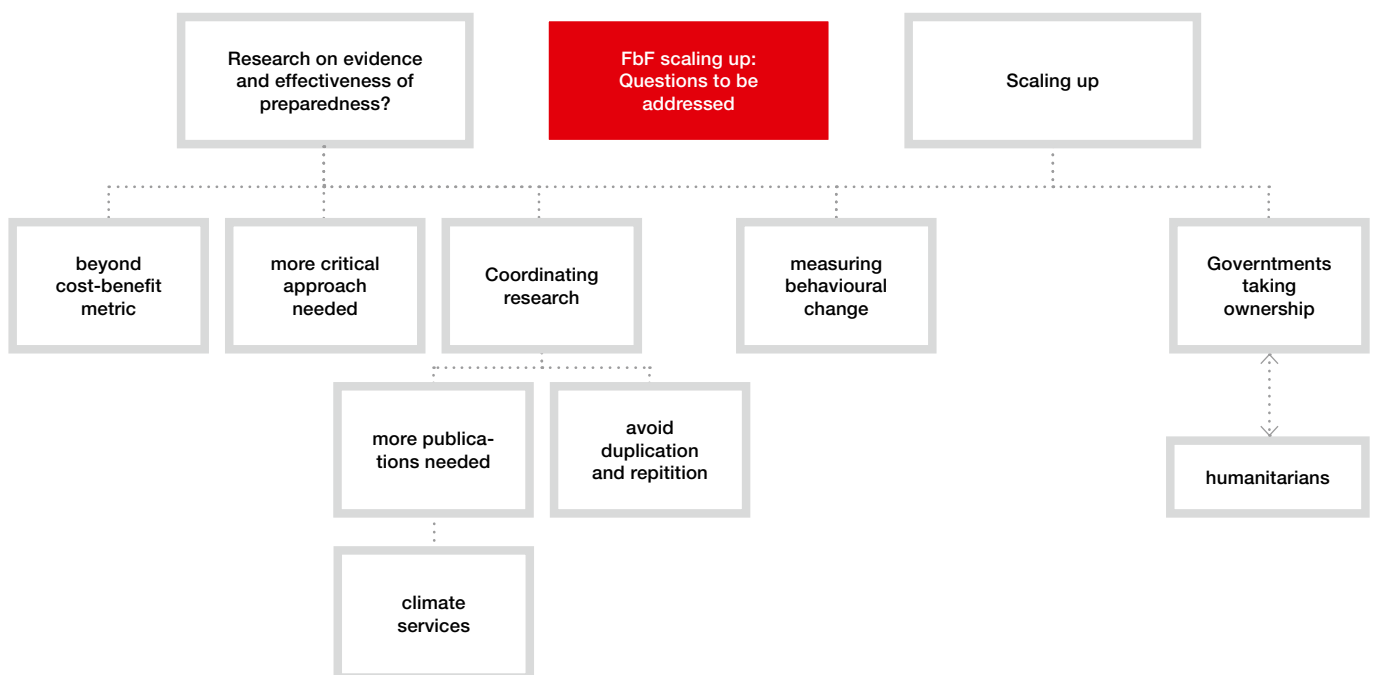 Research on evidence
and effectiveness of
preparedness?
FbF scaling up:
Questions to be
addressed
Scaling up
beyond
cost-benefit
metric
more critical
approach
needed
Coordinating
research
measuring
behavioural
change
Governtments
taking
ownership
more publica-
tions needed
avoid
duplication
and repitition
humanitarians
climate
services